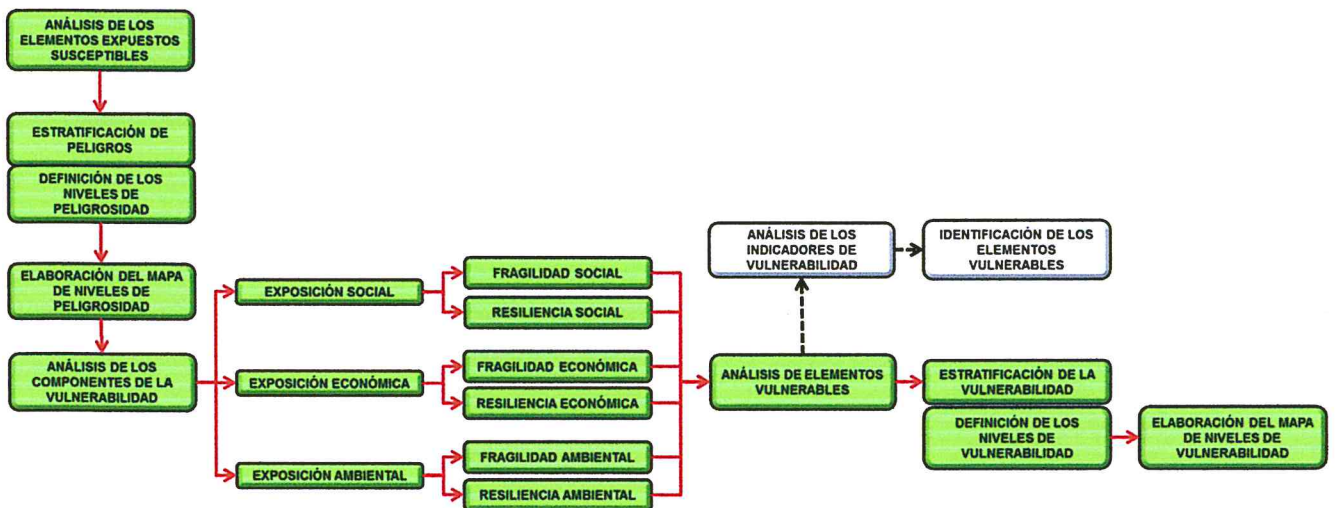 ANÁLISIS DE LOS
ELEMENTOS EXPUESTOS
SUSCEPTIBLES
ESTRATIFICACIÓN DE
PELIGROS
DEFINICIÓN DE LOS
NIVELES DE
PELIGROSIDAD
ELABORACIÓN DEL MAPA
DE NIVELES DE
PELIGROSIDAD
ANÁLISIS DE LOS
COMPONENTES DE LA
VULNERABILIDAD
EXPOSICIÓN SOCIAL
EXPOSICIÓN ECONÓMICA
EXPOSICIÓN AMBIENTAL
FRAGILIDAD SOCIAL
RESILIENCIA SOCIAL
FRAGILIDAD ECONÓMICA
RESILIENCIA ECONÓMICA
FRAGILIDAD AMBIENTAL
RESILIENCIA AMBIENTAL
ANÁLISIS DE LOS
INDICADORES DE
VULNERABILIDAD
IDENTIFICACIÓN DE LOS
ELEMENTOS
VULNERABLES
ANÁLISIS DE ELEMENTOS
VULNERABLES
ESTRATIFICACIÓN DE LA
VULNERABILIDAD
DEFINICIÓN DE LOS
NIVELES DE
VULNERABILIDAD
ELABORACIÓN DEL MAPA
DE NIVELES DE
VULNERABILIDAD